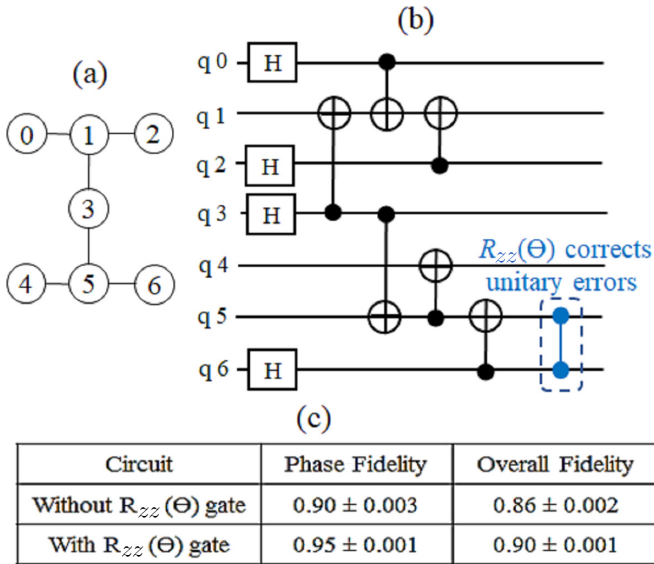 (a)
0 1 2
3
4 5 6
(b)
q 0 H
q 1
q 2 H
q 3 H
q 4
q 5
q 6 H
R_zz(Θ) corrects
unitary errors
(c)
Circuit Phase Fidelity Overall Fidelity
Without R_zz(Θ) gate 0.90 ± 0.003 0.86 ± 0.002
With R_zz(Θ) gate 0.95 ± 0.001 0.90 ± 0.001